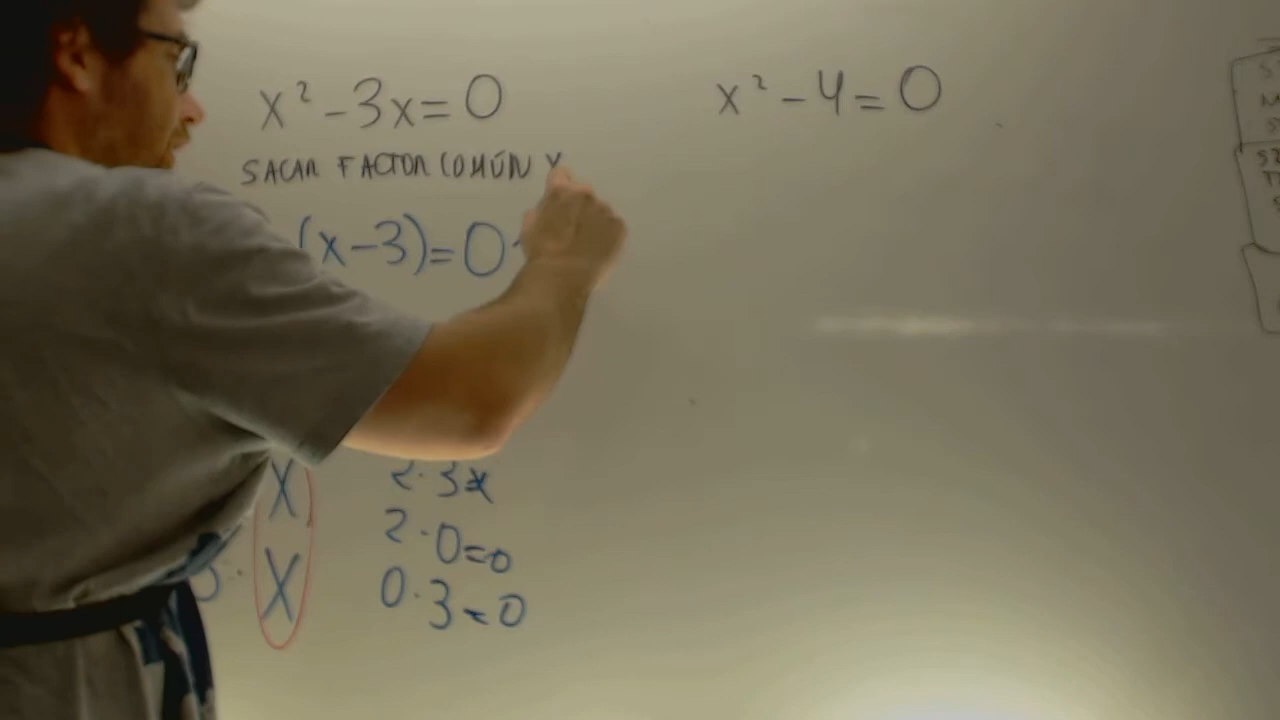 x² - 3x = 0
SACAR FACTOR COMÚN Y
(x - 3) = 0
X
X
2 · 3x
2 · 0 = 0
0 · 3 = 0
x² - 4 = 0